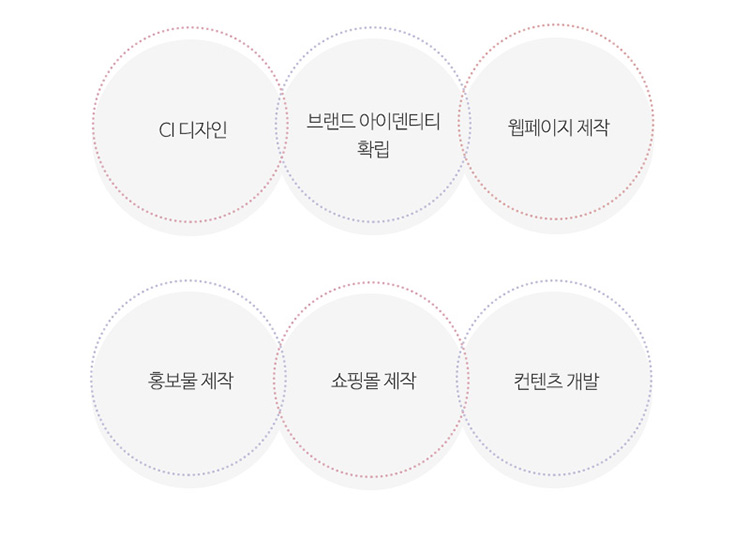 CI 디자인
브랜드 아이덴티티
확립
웹페이지 제작
홍보물 제작
쇼핑몰 제작
컨텐츠 개발